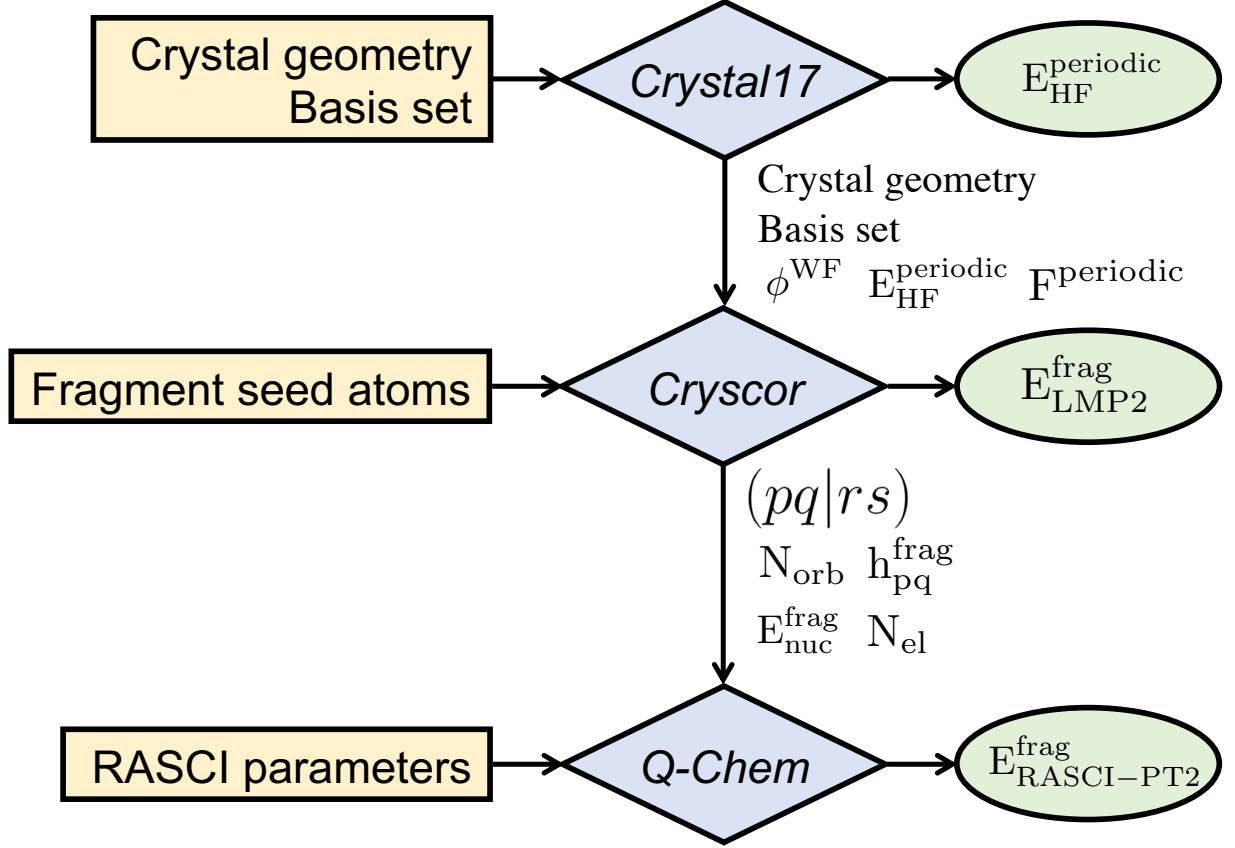 Crystal geometry
Basis set
Crystal17
E_HF^periodic
Crystal geometry
Basis set
ϕ^WF E_HF^periodic F^periodic
Fragment seed atoms
Cryscor
E_LMP2^frag
(pq|rs)
N_orb h_pq^frag
E_nuc^frag N_el
RASCI parameters
Q-Chem
E_RASCI−PT2^frag